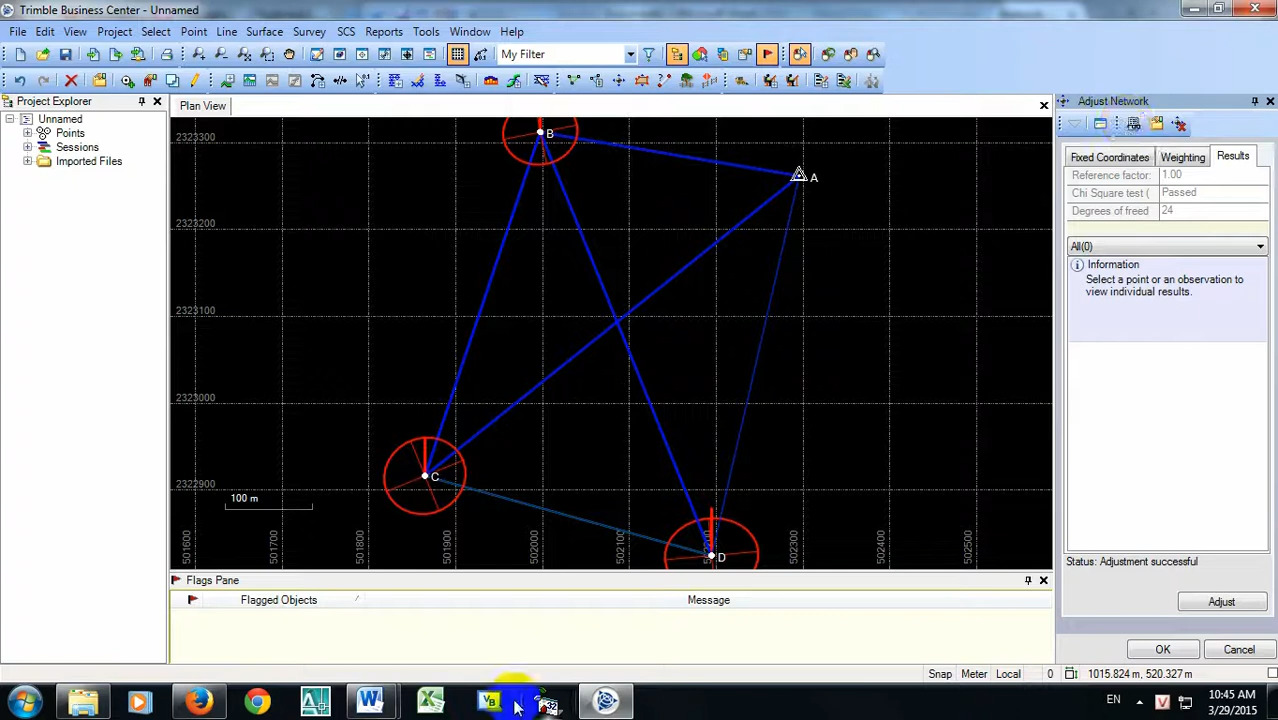 Trimble Business Center - Unnamed
File Edit View Project Select Point Line Surface Survey SCS Reports Tools Window Help
My Filter
Project Explorer
Unnamed
Points
Sessions
Imported Files
Plan View
2323300
2323200
2323100
2323000
2322900
B
A
C
D
100 m
501600
501700
501800
501900
502000
502100
502300
502400
502500
Flags Pane
Flagged Objects
Message
Adjust Network
Fixed Coordinates Weighting Results
Reference factor: 1.00
Chi Square test ( Passed
Degrees of freed 24
All(0)
Information
Select a point or an observation to
view individual results.
Status: Adjustment successful
Adjust
OK Cancel
Snap Meter Local 0 1015.824 m, 520.327 m
EN
10:45 AM
3/29/2015